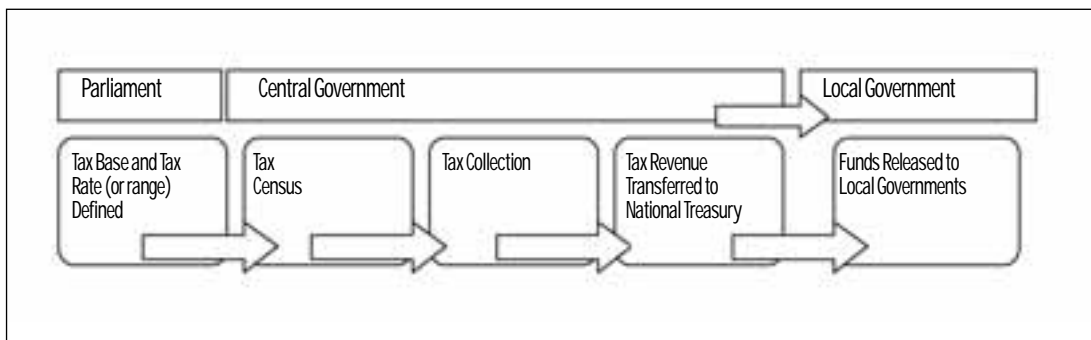 Parliament
Central Government
Local Government
Tax Base and Tax
Rate (or range)
Defined
Tax
Census
Tax Collection
Tax Revenue
Transferred to
National Treasury
Funds Released to
Local Governments